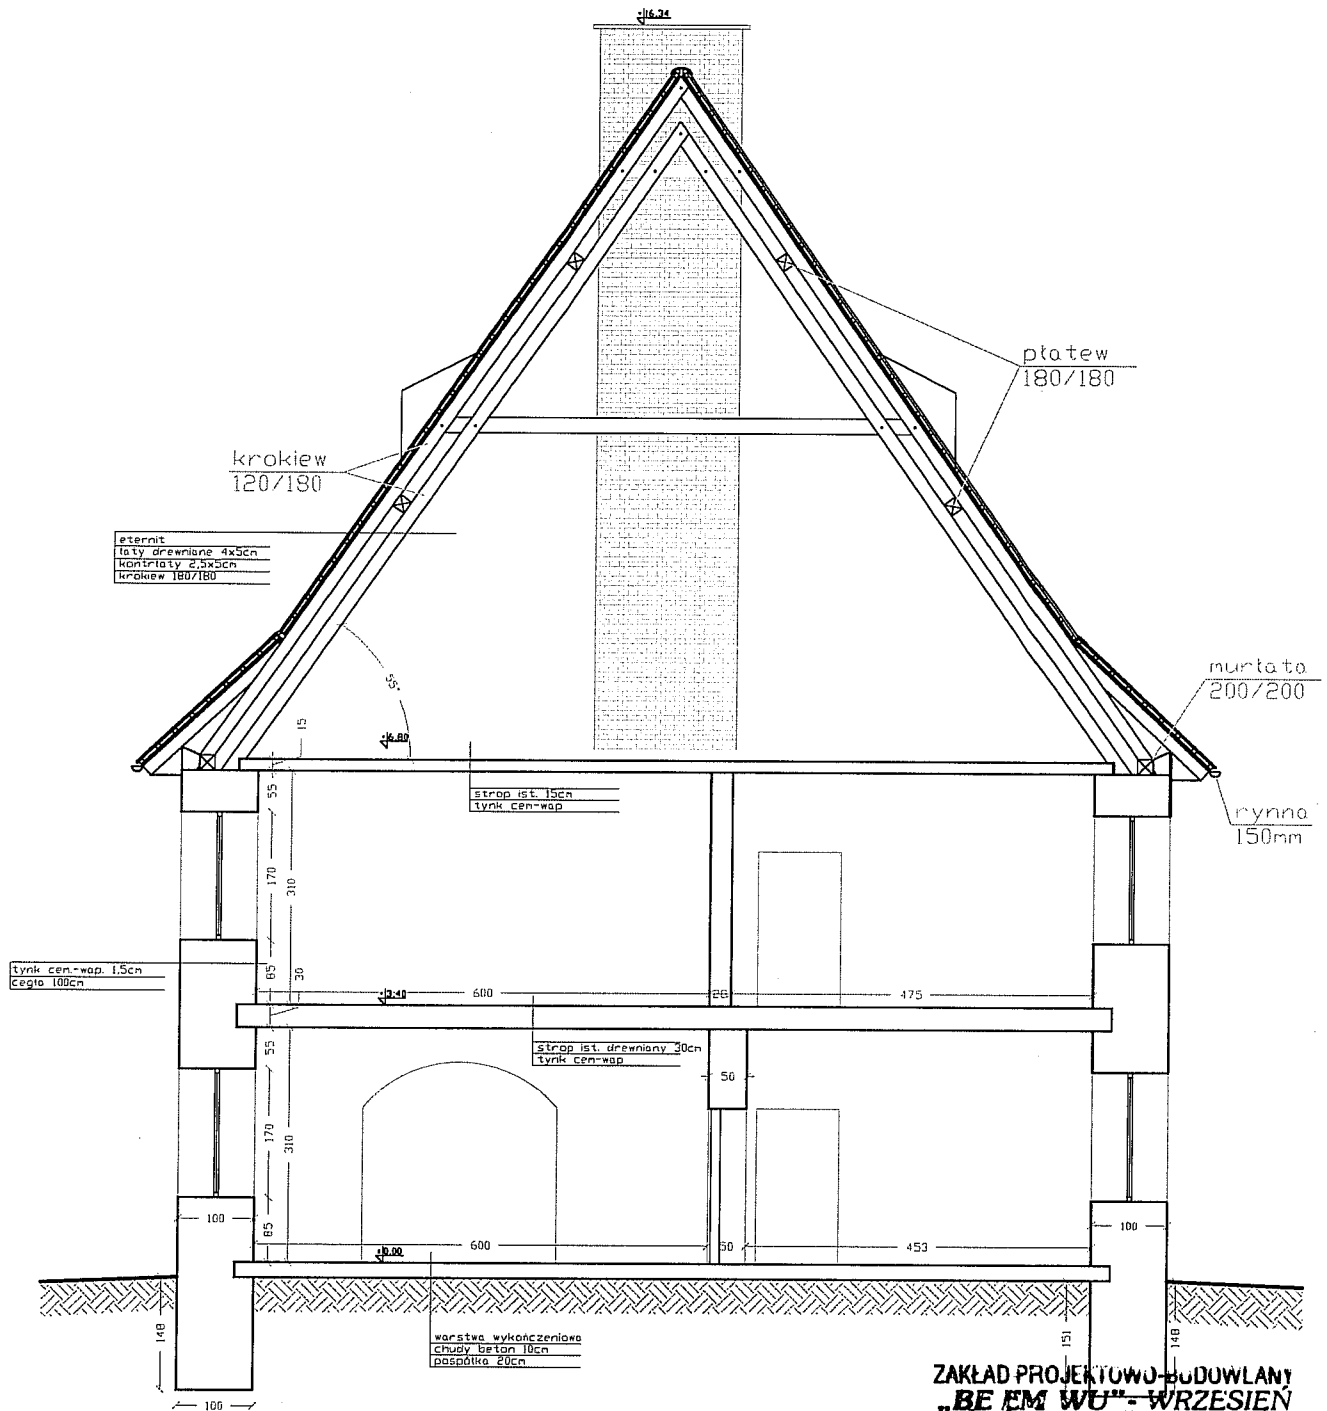 +16.34
płatew
180/180
krokiew
120/180
eternit
łaty drewniane 4x5cm
kontrłaty 2,5x5cm
krokiew 180/180
55°
murłata
200/200
15
+6.80
strop ist. 15cm
tynk cem-wap
rynna
150mm
55
170
310
85
30
tynk cem.-wap. 1,5cm
cegła 100cm
+3.40
600
28
475
strop ist. drewniany 30cm
tynk cem-wap
55
50
170
310
85
100
100
±0.00
600
50
453
148
warstwa wykończeniowa
chudy beton 10cm
pospółka 20cm
151
148
100
ZAKŁAD PROJEKTOWO-BUDOWLANY
„BE EM WU" - WRZESIEŃ